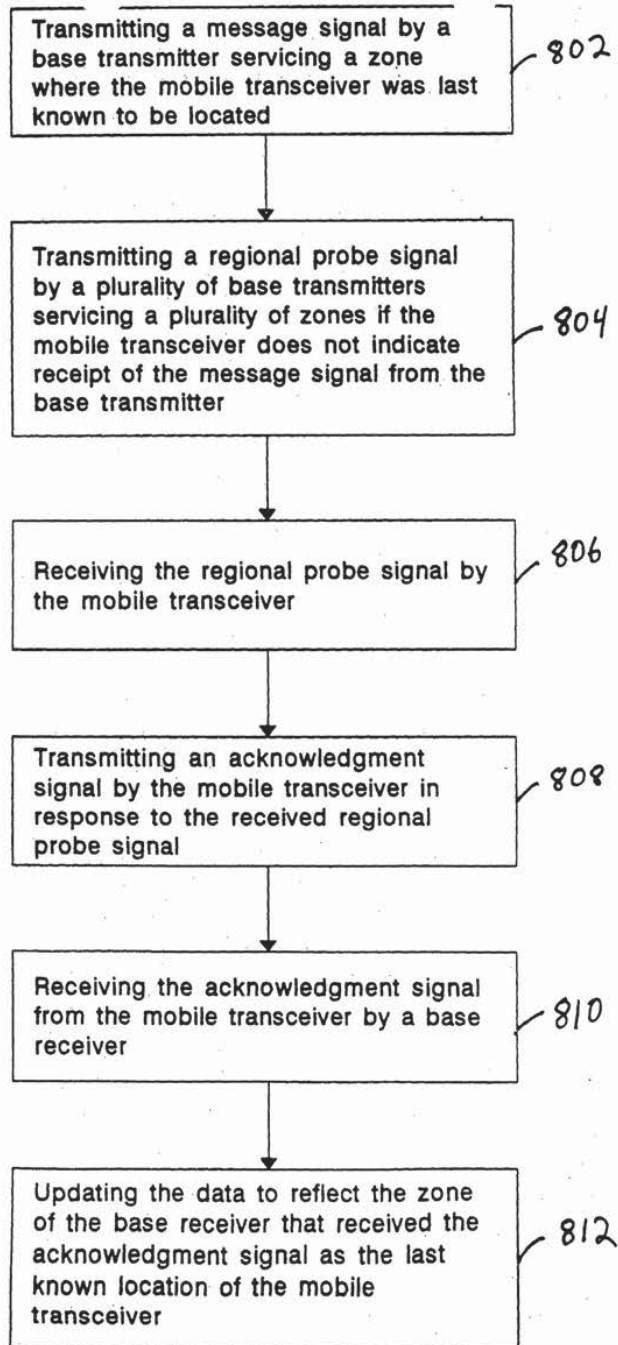 Transmitting a message signal by a
base transmitter servicing a zone
where the mobile transceiver was last
known to be located
802
Transmitting a regional probe signal
by a plurality of base transmitters
servicing a plurality of zones if the
mobile transceiver does not indicate
receipt of the message signal from the
base transmitter
804
Receiving the regional probe signal by
the mobile transceiver
806
Transmitting an acknowledgment
signal by the mobile transceiver in
response to the received regional
probe signal
808
Receiving the acknowledgment signal
from the mobile transceiver by a base
receiver
810
Updating the data to reflect the zone
of the base receiver that received the
acknowledgment signal as the last
known location of the mobile
transceiver
812